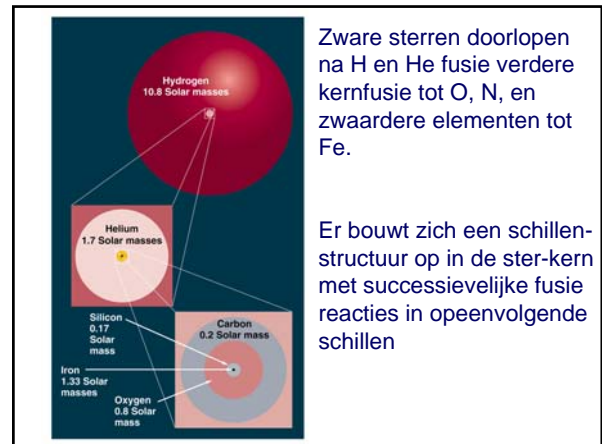 Hydrogen
10.8 Solar masses
Helium
1.7 Solar masses
Silicon
0.17
Solar
mass
Carbon
0.2 Solar mass
Iron
1.33 Solar
masses
Oxygen
0.8 Solar
mass
Zware sterren doorlopen
na H en He fusie verdere
kernfusie tot O, N, en
zwaardere elementen tot
Fe.
Er bouwt zich een schillen-
structuur op in de ster-kern
met successievelijke fusie
reacties in opeenvolgende
schillen